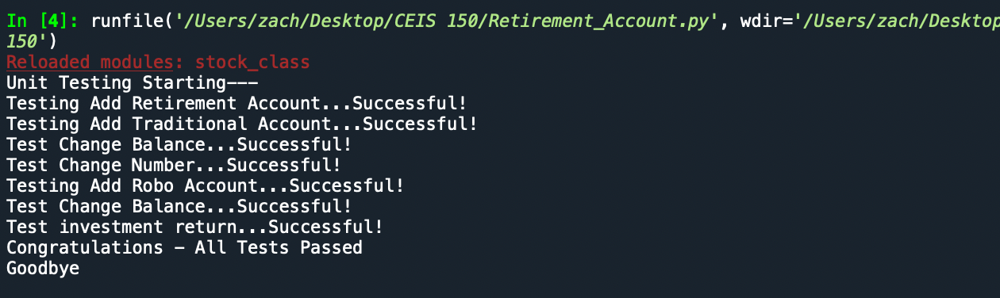 In [4]: runfile('/Users/zach/Desktop/CEIS 150/Retirement_Account.py', wdir='/Users/zach/Desktop
150')
Reloaded modules: stock_class
Unit Testing Starting---
Testing Add Retirement Account...Successful!
Testing Add Traditional Account...Successful!
Test Change Balance...Successful!
Test Change Number...Successful!
Testing Add Robo Account...Successful!
Test Change Balance...Successful!
Test investment return...Successful!
Congratulations - All Tests Passed
Goodbye